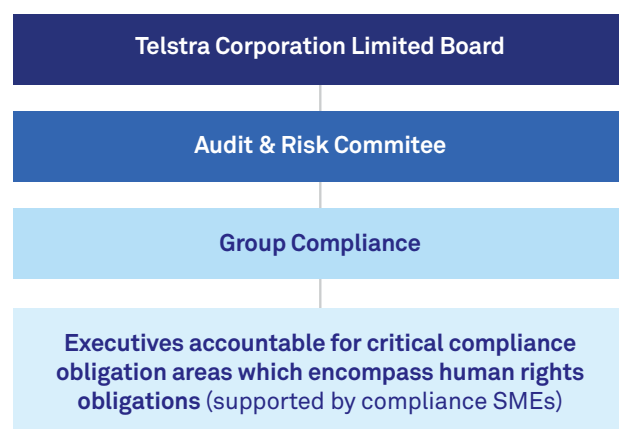 Telstra Corporation Limited Board
Audit & Risk Commitee
Group Compliance
Executives accountable for critical compliance
obligation areas which encompass human rights
obligations (supported by compliance SMEs)